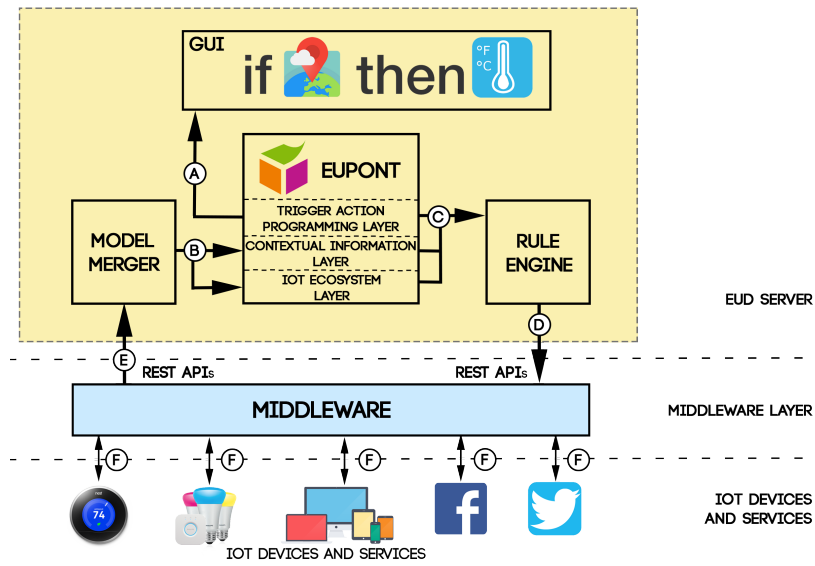 GUI
if then
°F
°C
A
EUPONT
TRIGGER ACTION
PROGRAMMING LAYER
C
MODEL
MERGER
B
CONTEXTUAL INFORMATION
LAYER
IOT ECOSYSTEM
LAYER
RULE
ENGINE
EUD SERVER
D
E
REST APIs
REST APIs
MIDDLEWARE
MIDDLEWARE LAYER
F
F
F
F
F
74
IOT DEVICES
AND SERVICES
IOT DEVICES AND SERVICES